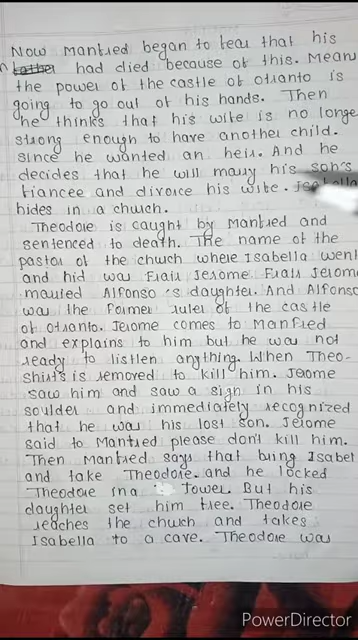 Now Manfred began to fear that his
had died because of this. Mean
the power of the castle of otranto is
going to go out of his hands. Then
he thinks that his wife is no longe
strong enough to have another child.
since he wanted an heir. And he
decides that he will marry his son's
fiancee and divorce his wife. Isabella
hides in a church.
Theodore is caught by Manfred and
sentenced to death. The name of the
pastor of the church where Isabella went
and hid was Friar Jerome Friar Jerome
married Alfonso's daughter. And Alfonso
was the Former ruler of the castle
of otranto. Jerome comes to Manfred
and explains to him but he was not
ready to listlen anything. When Theo-
shirt's is removed to kill him. Jerome
saw him and saw a sign in his
soulder and immediately recognized
that he was his lost son. Jerome
said to Manfred please don't kill him.
Then Manfred says that bring Isabel
and take Theodore. and he locked
Theodore in a Tower. But his
daughter set him free. Theodore
reaches the church and takes
Isabella to a cave. Theodore was
PowerDirector